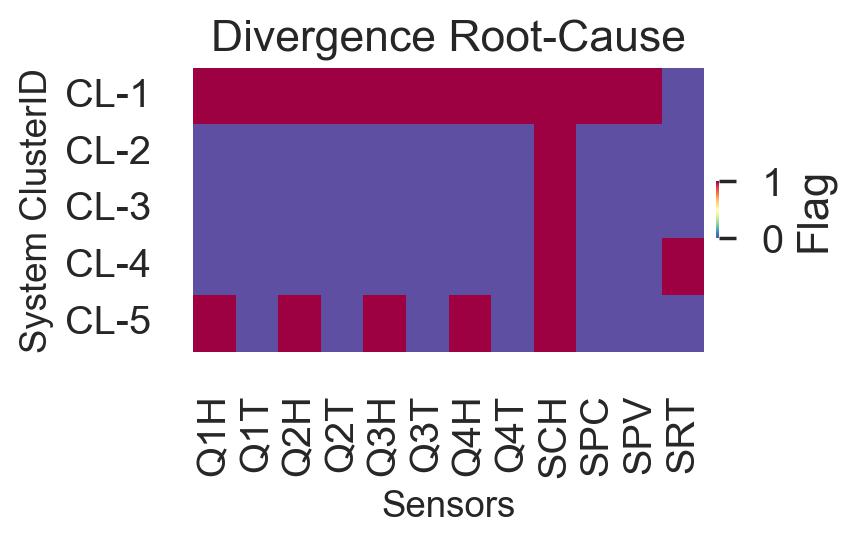 Divergence Root-Cause
System ClusterID
CL-1
CL-2
CL-3
CL-4
CL-5
Q1H
Q1T
Q2H
Q2T
Q3H
Q3T
Q4H
Q4T
SCH
SPC
SPV
SRT
Sensors
1
0
Flag